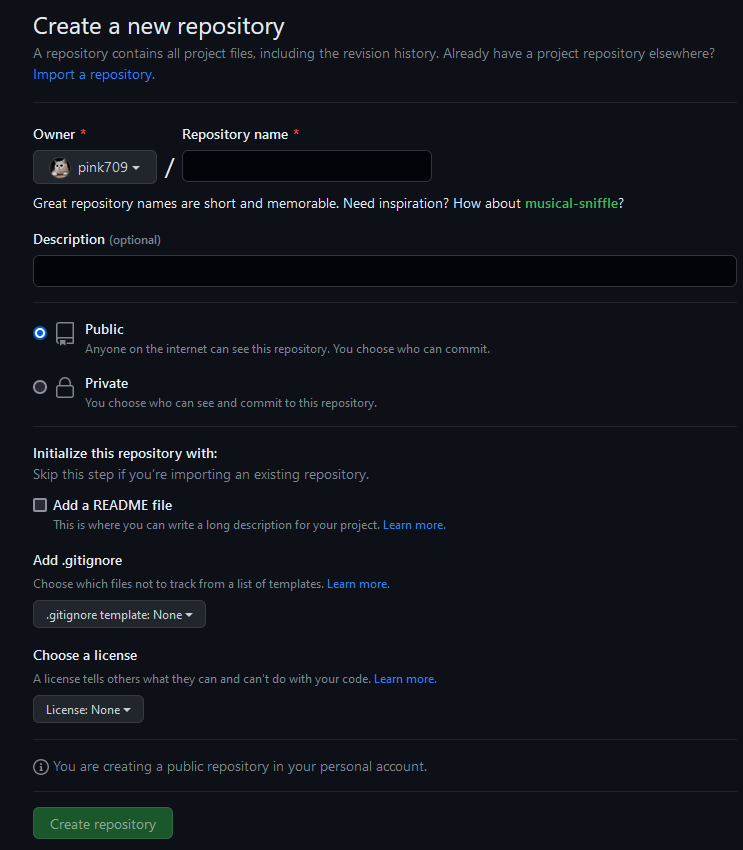 Create a new repository
A repository contains all project files, including the revision history. Already have a project repository elsewhere?
Import a repository.
Owner * Repository name *
pink709 /
Great repository names are short and memorable. Need inspiration? How about musical-sniffle?
Description (optional)
Public
Anyone on the internet can see this repository. You choose who can commit.
Private
You choose who can see and commit to this repository.
Initialize this repository with:
Skip this step if you're importing an existing repository.
Add a README file
This is where you can write a long description for your project. Learn more.
Add .gitignore
Choose which files not to track from a list of templates. Learn more.
.gitignore template: None
Choose a license
A license tells others what they can and can't do with your code. Learn more.
License: None
You are creating a public repository in your personal account.
Create repository